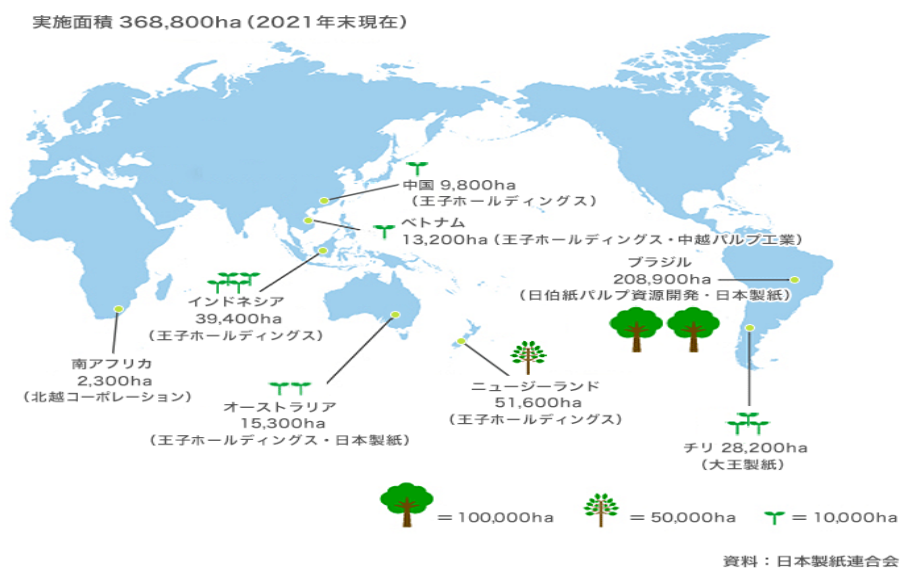 実施面積 368,800ha（2021年末現在）
中国 9,800ha
（王子ホールディングス）
ベトナム
13,200ha（王子ホールディングス・中越パルプ工業）
ブラジル
208,900ha
（日伯紙パルプ資源開発・日本製紙）
インドネシア
39,400ha
（王子ホールディングス）
南アフリカ
2,300ha
（北越コーポレーション）
オーストラリア
15,300ha
（王子ホールディングス・日本製紙）
ニュージーランド
51,600ha
（王子ホールディングス）
チリ 28,200ha
（大王製紙）
＝100,000ha ＝50,000ha ＝10,000ha
資料：日本製紙連合会